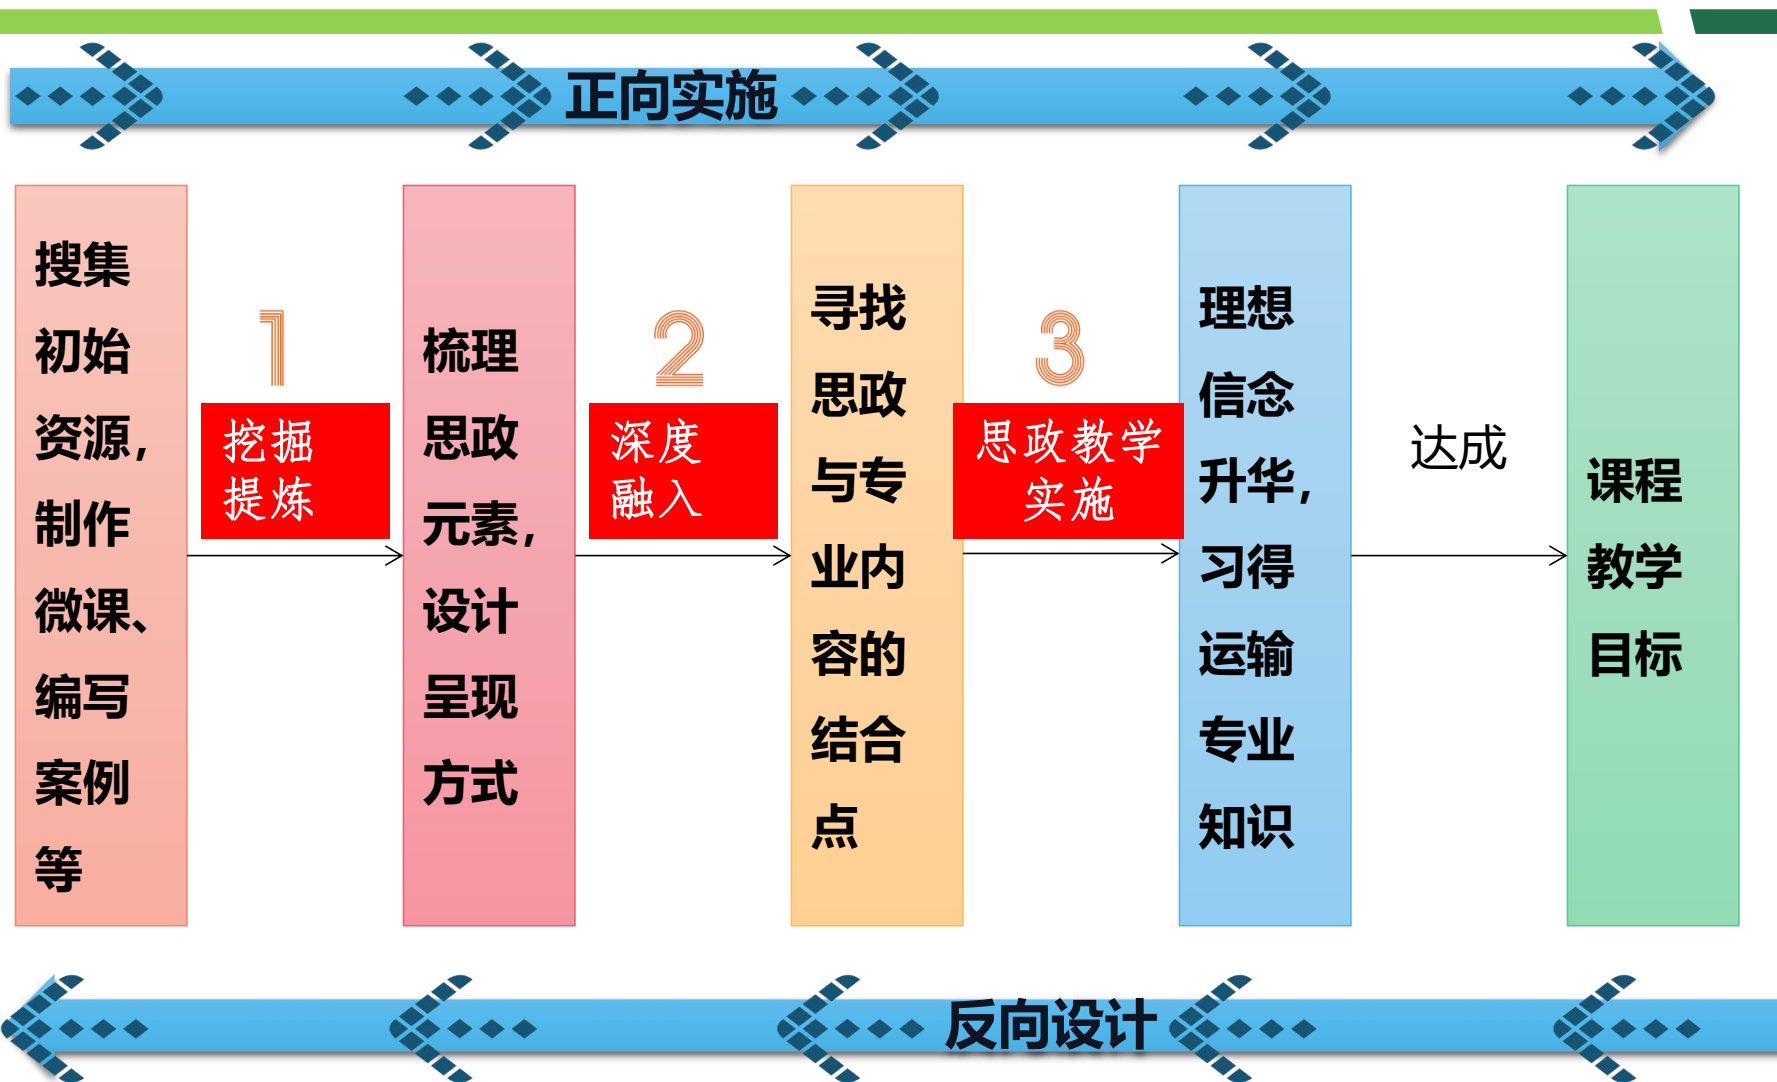 正向实施
搜集
初始
资源，
制作
微课、
编写
案例
等
1
挖掘
提炼
梳理
思政
元素，
设计
呈现
方式
2
深度
融入
寻找
思政
与专
业内
容的
结合
点
3
思政教学
实施
理想
信念
升华，
习得
运输
专业
知识
达成
课程
教学
目标
反向设计